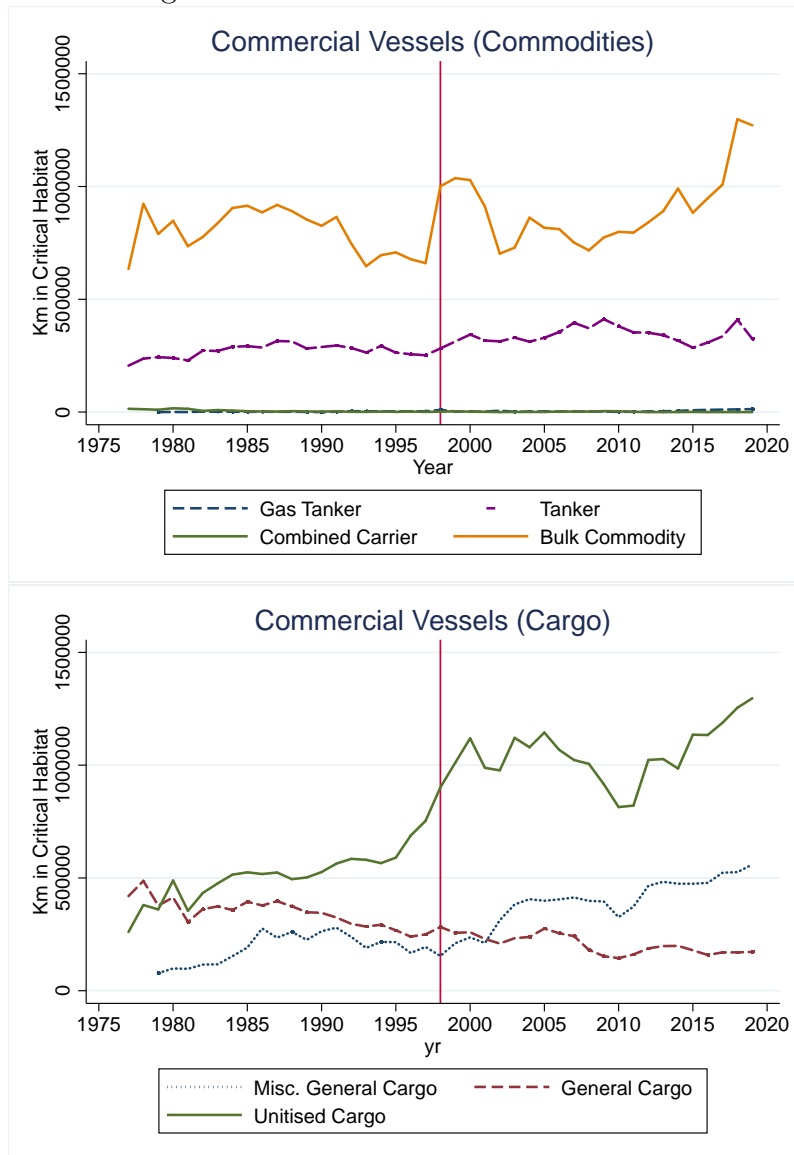 Commercial Vessels (Commodities)
Km in Critical Habitat
1500000
1000000
500000
0
1975 1980 1985 1990 1995 2000 2005 2010 2015 2020
Year
Gas Tanker Tanker
Combined Carrier Bulk Commodity
Commercial Vessels (Cargo)
Km in Critical Habitat
1500000
1000000
500000
0
1975 1980 1985 1990 1995 2000 2005 2010 2015 2020
yr
Misc. General Cargo General Cargo
Unitised Cargo